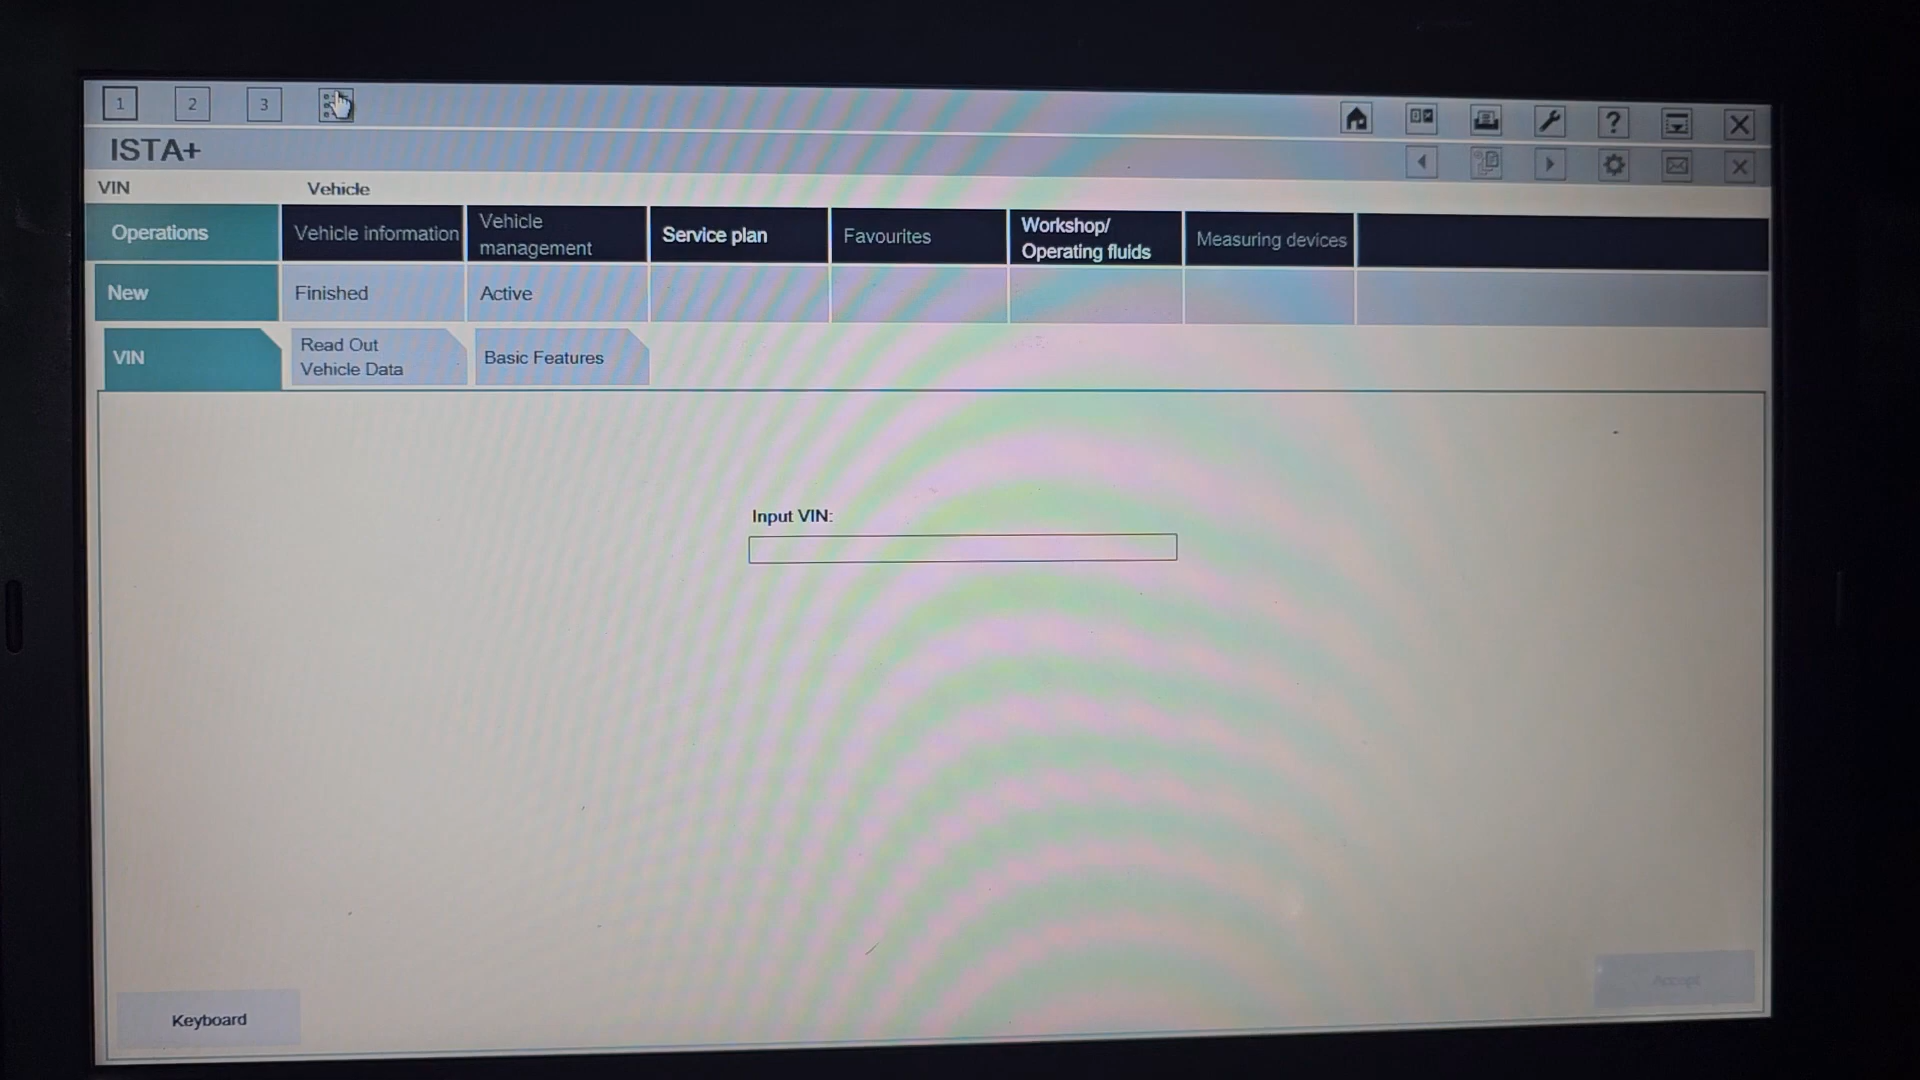 1 2 3
ISTA+
?
VIN Vehicle
Operations Vehicle information Vehicle management Service plan Favourites Workshop/ Operating fluids Measuring devices
New Finished Active
VIN Read Out Vehicle Data Basic Features
Input VIN:
Accept
Keyboard